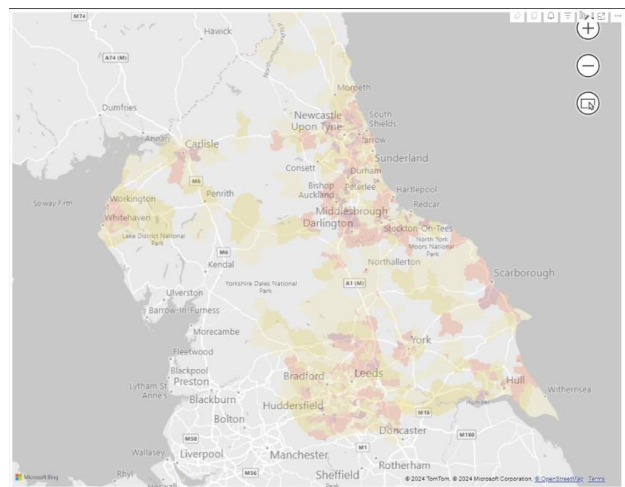 M74
Hawick
A74 (M)
Dumfries
Morpeth
Newcastle
Upon Tyne
South
Shields
Jarrow
Annan
Carlisle
Sunderland
Consett
Durham
M6
Penrith
Bishop
Auckland
Peterlee
Hartlepool
Workington
Redcar
Middlesbrough
Soway Frth
Whitehaven
Darlington
Stockton-On-Tees
Lake District National
Park
North York
Moors National
Park
M6
Kendal
Northallerton
Scarborough
Yorkshire Dales National
Park
A1 (M)
Ulverston
Barrow-In-Furness
Morecambe
York
Fleetwood
Blackpool
Preston
Bradford
Leeds
Lytham St
Anne's
Hull
Withernsea
Blackburn
Huddersfield
Humber
M18
Bolton
Doncaster
M58
M1
M180
Wallasey
Liverpool
Manchester
Rotherham
M56
Sheffield
Rhyl
Microsoft Bing
© 2024 TomTom, © 2024 Microsoft Corporation, © OpenStreetMap Terms